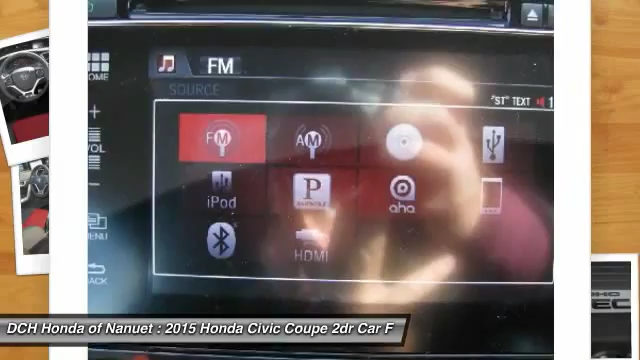 HOME
FM
SOURCE
"ST" TEXT 1
VOL
FM
AM
iPod
P
aha
MENU
HDMI
BACK
DCH Honda of Nanuet : 2015 Honda Civic Coupe 2dr Car F